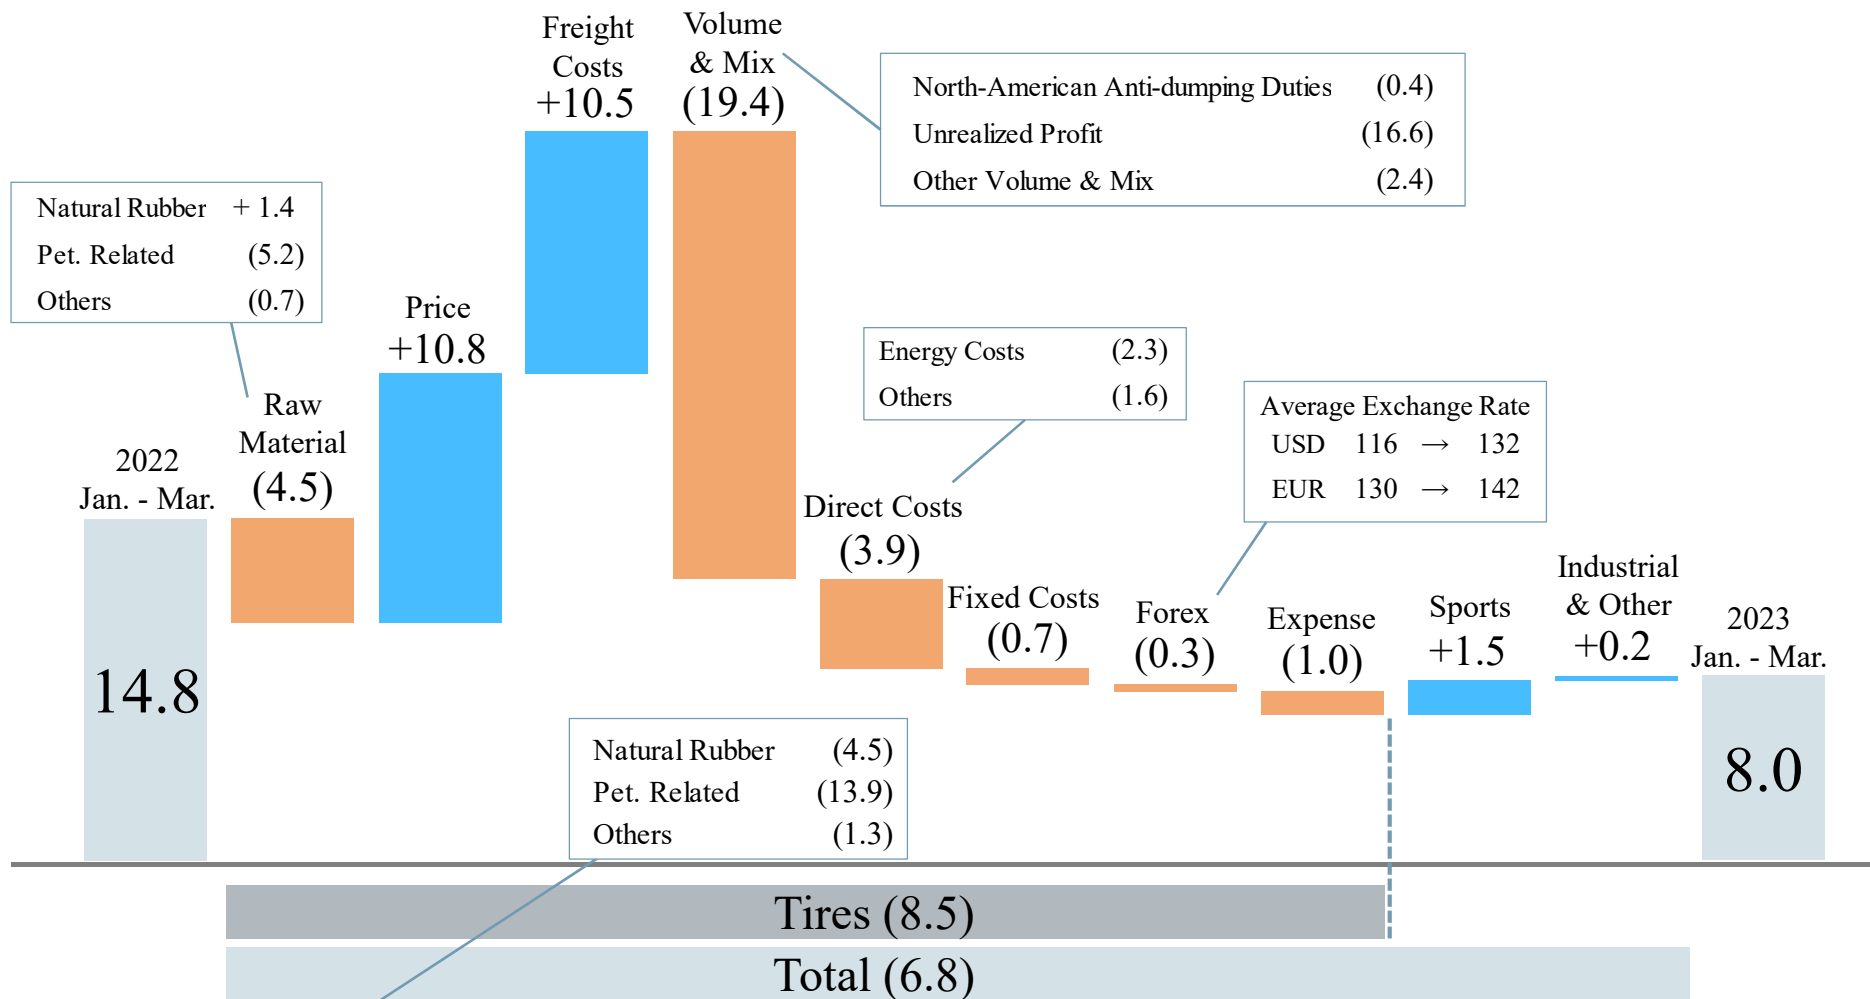 Freight
Costs
+10.5
Volume
& Mix
(19.4)
North-American Anti-dumping Duties (0.4)
Unrealized Profit (16.6)
Other Volume & Mix (2.4)
Natural Rubber + 1.4
Pet. Related (5.2)
Others (0.7)
Price
+10.8
Energy Costs (2.3)
Others (1.6)
Average Exchange Rate
USD 116 → 132
EUR 130 → 142
Raw
Material
(4.5)
2022
Jan. - Mar.
14.8
Direct Costs
(3.9)
Fixed Costs
(0.7)
Forex
(0.3)
Expense
(1.0)
Sports
+1.5
Industrial
& Other
+0.2
2023
Jan. - Mar.
8.0
Natural Rubber (4.5)
Pet. Related (13.9)
Others (1.3)
Tires (8.5)
Total (6.8)